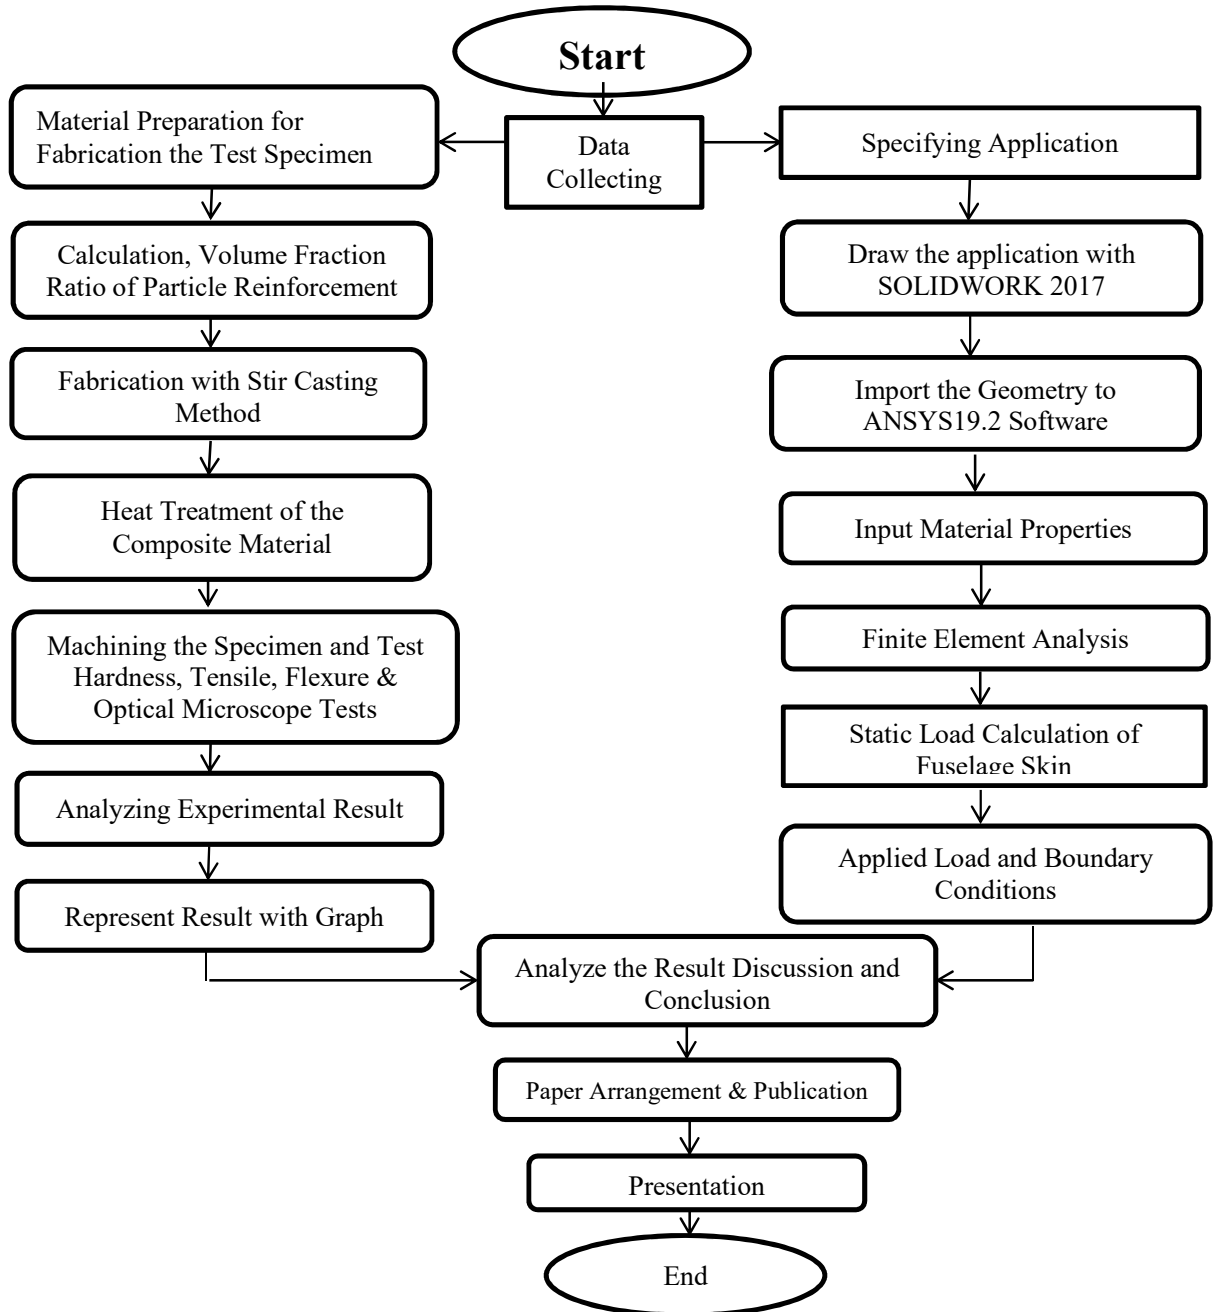 Start
Data
Collecting
Material Preparation for
Fabrication the Test Specimen
Calculation, Volume Fraction
Ratio of Particle Reinforcement
Fabrication with Stir Casting
Method
Heat Treatment of the
Composite Material
Machining the Specimen and Test
Hardness, Tensile, Flexure &
Optical Microscope Tests
Analyzing Experimental Result
Represent Result with Graph
Specifying Application
Draw the application with
SOLIDWORK 2017
Import the Geometry to
ANSYS19.2 Software
Input Material Properties
Finite Element Analysis
Static Load Calculation of
Fuselage Skin
Applied Load and Boundary
Conditions
Analyze the Result Discussion and
Conclusion
Paper Arrangement & Publication
Presentation
End